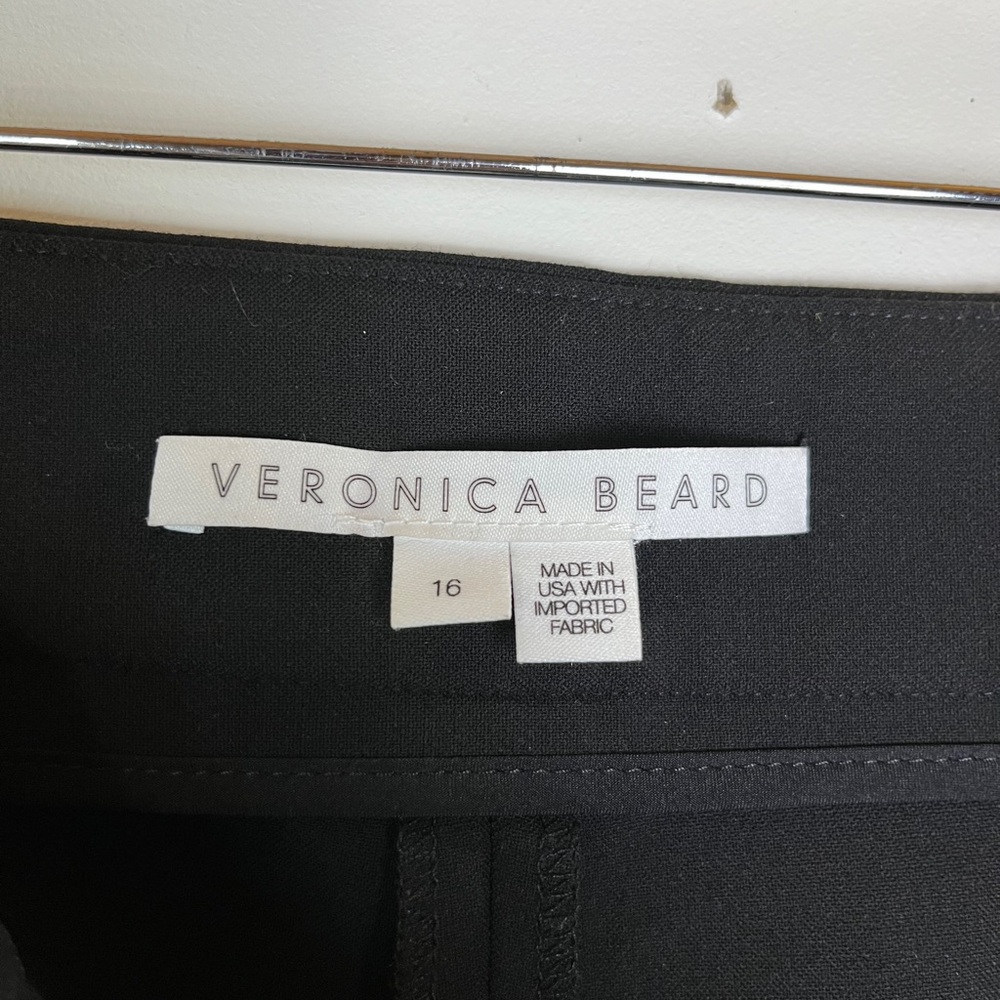 VERONICA BEARD
16
MADE IN
USA WITH
IMPORTED
FABRIC